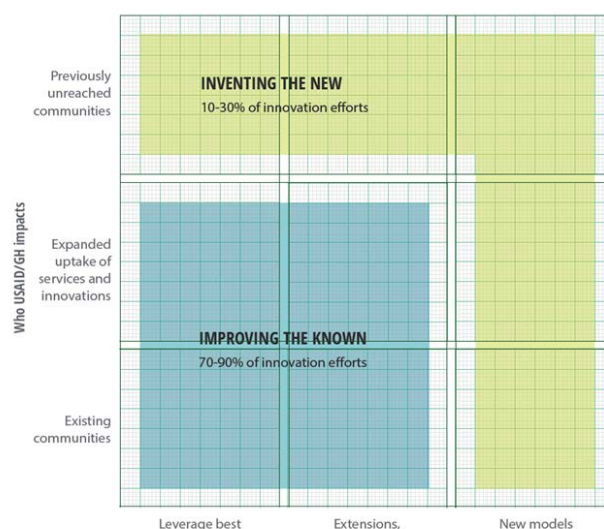 INVENTING THE NEW
10-30% of innovation efforts
Previously
unreached
communities
Who USAID/GH impacts
Expanded
uptake of
services and
innovations
IMPROVING THE KNOWN
70-90% of innovation efforts
Existing
communities
Leverage best
Extensions,
New models